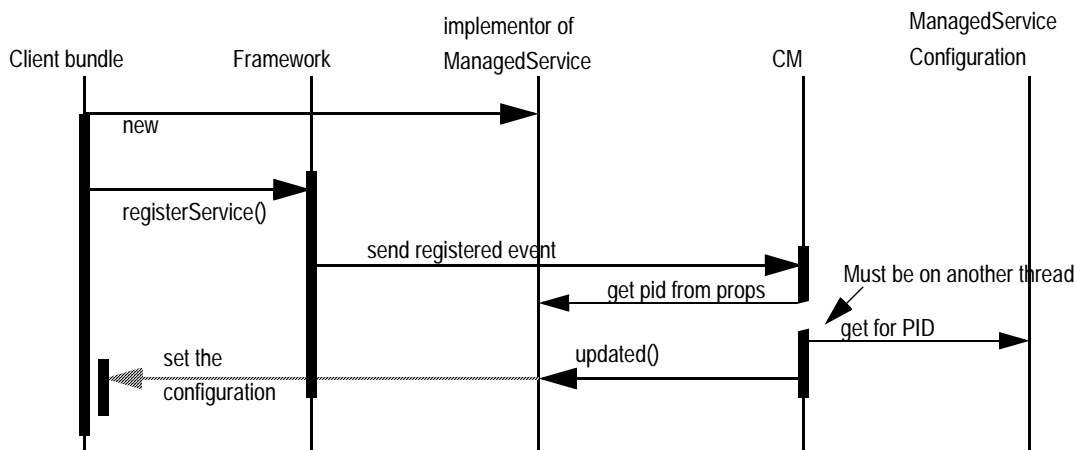 Client bundle
Framework
implementor of
ManagedService
CM
ManagedService
Configuration
new
registerService()
send registered event
Must be on another thread
get pid from props
get for PID
updated()
set the
configuration